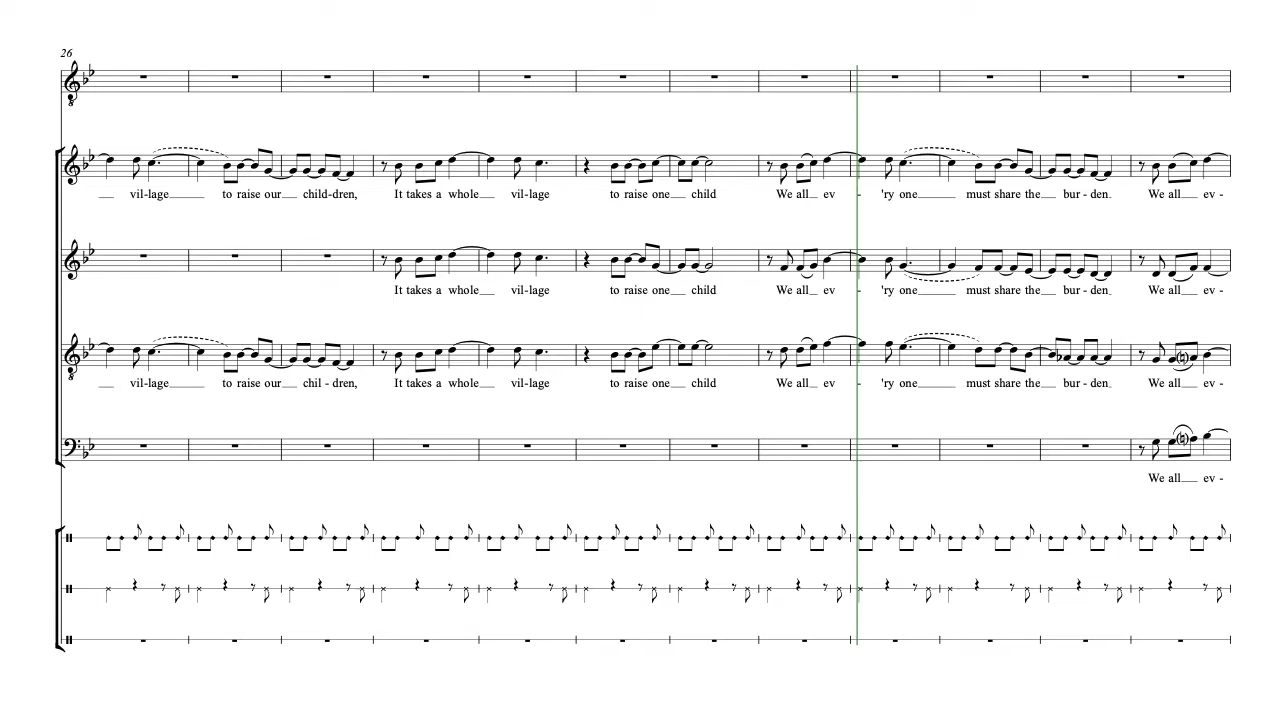 26
vil-lage to raise our child-dren, It takes a whole vil-lage to raise one child We all ev - 'ry one must share the bur - den We all ev -
It takes a whole vil-lage to raise one child We all ev - 'ry one must share the bur - den We all ev -
vil-lage to raise our chil - dren, It takes a whole vil-lage to raise one child We all ev - 'ry one must share the bur - den We all ev -
We all ev -